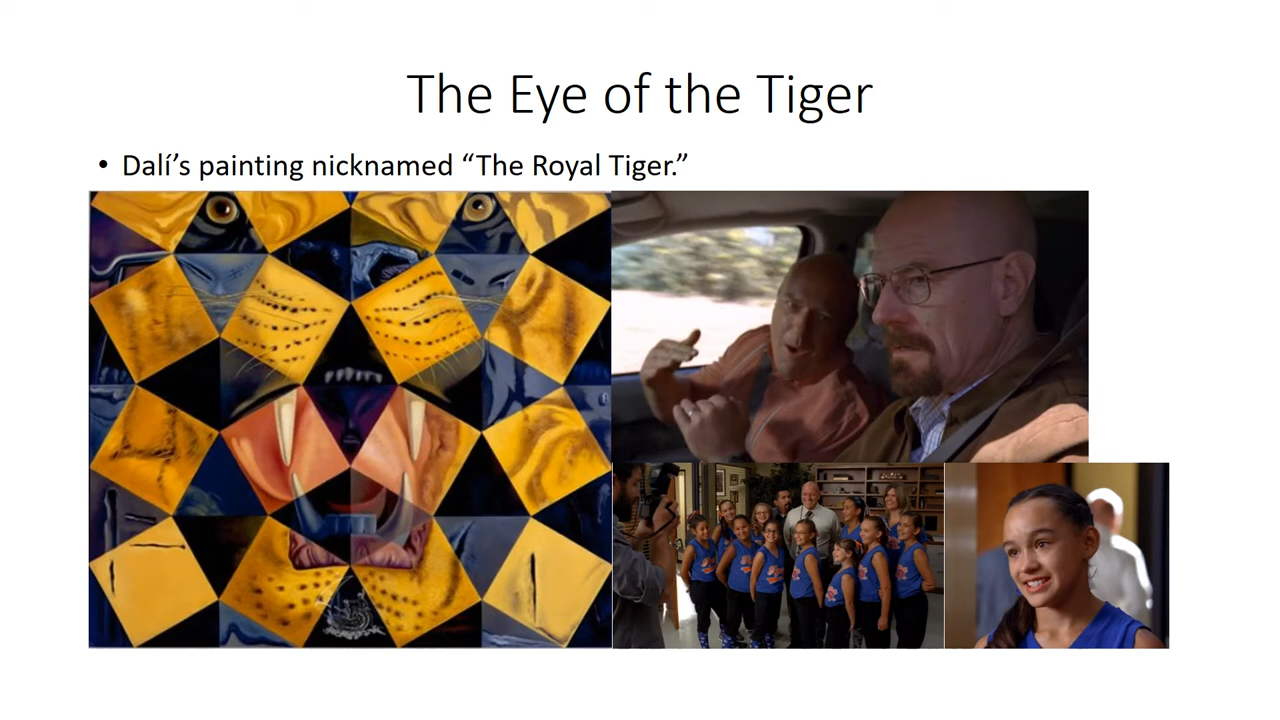 The Eye of the Tiger
• Dalí’s painting nicknamed “The Royal Tiger.”